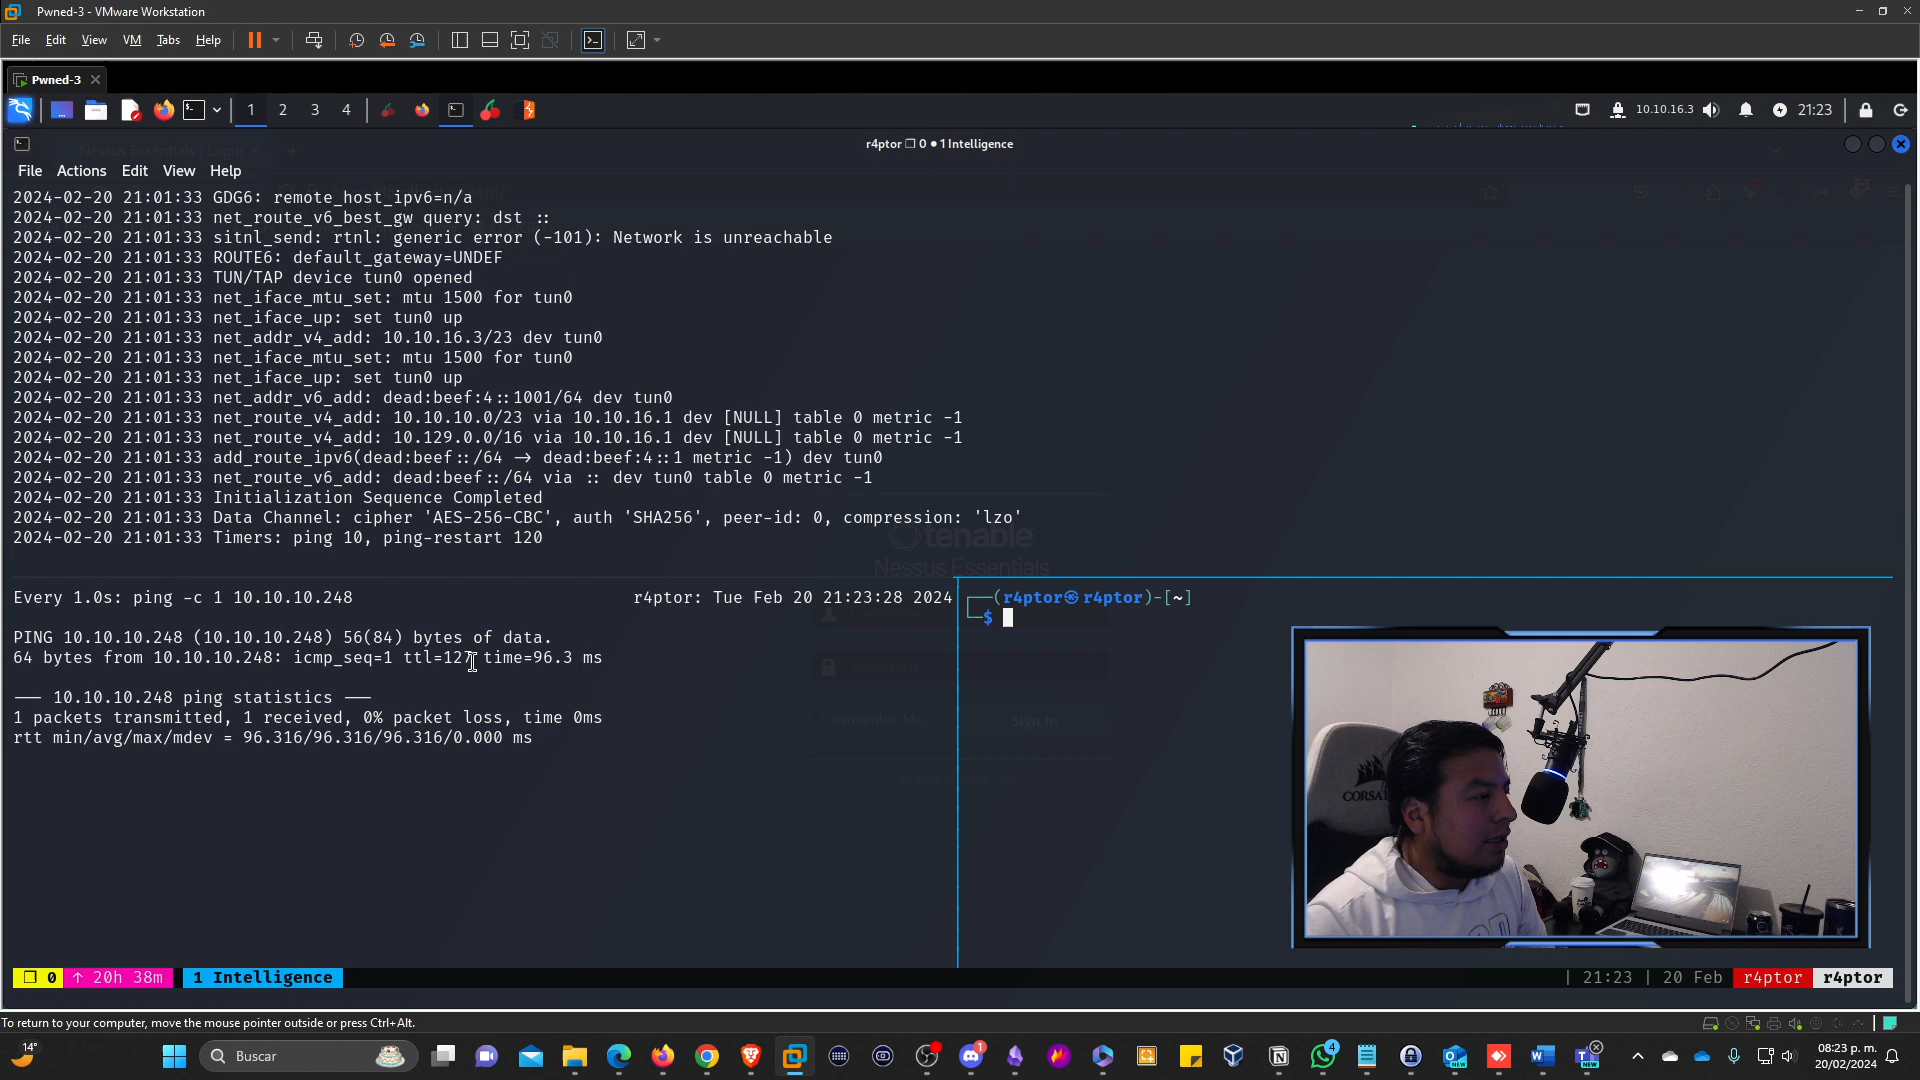 Pwned-3 - VMware Workstation
File Edit View VM Tabs Help
Pwned-3
1 2 3 4
10.10.16.3
21:23
Nessus Essentials / Login
r4ptor ❐ 0 ● 1 Intelligence
File Actions Edit View Help
2024-02-20 21:01:33 GDG6: remote_host_ipv6=n/a
2024-02-20 21:01:33 net_route_v6_best_gw query: dst ::
2024-02-20 21:01:33 sitnl_send: rtnl: generic error (-101): Network is unreachable
2024-02-20 21:01:33 ROUTE6: default_gateway=UNDEF
2024-02-20 21:01:33 TUN/TAP device tun0 opened
2024-02-20 21:01:33 net_iface_mtu_set: mtu 1500 for tun0
2024-02-20 21:01:33 net_iface_up: set tun0 up
2024-02-20 21:01:33 net_addr_v4_add: 10.10.16.3/23 dev tun0
2024-02-20 21:01:33 net_iface_mtu_set: mtu 1500 for tun0
2024-02-20 21:01:33 net_iface_up: set tun0 up
2024-02-20 21:01:33 net_addr_v6_add: dead:beef:4::1001/64 dev tun0
2024-02-20 21:01:33 net_route_v4_add: 10.10.10.0/23 via 10.10.16.1 dev [NULL] table 0 metric -1
2024-02-20 21:01:33 net_route_v4_add: 10.129.0.0/16 via 10.10.16.1 dev [NULL] table 0 metric -1
2024-02-20 21:01:33 add_route_ipv6(dead:beef::/64 -> dead:beef:4::1 metric -1) dev tun0
2024-02-20 21:01:33 net_route_v6_add: dead:beef::/64 via :: dev tun0 table 0 metric -1
2024-02-20 21:01:33 Initialization Sequence Completed
2024-02-20 21:01:33 Data Channel: cipher 'AES-256-CBC', auth 'SHA256', peer-id: 0, compression: 'lzo'
2024-02-20 21:01:33 Timers: ping 10, ping-restart 120
tenable
Nessus Essentials
Every 1.0s: ping -c 1 10.10.10.248 r4ptor: Tue Feb 20 21:23:28 2024
PING 10.10.10.248 (10.10.10.248) 56(84) bytes of data.
64 bytes from 10.10.10.248: icmp_seq=1 ttl=127 time=96.3 ms
--- 10.10.10.248 ping statistics ---
1 packets transmitted, 1 received, 0% packet loss, time 0ms
rtt min/avg/max/mdev = 96.316/96.316/96.316/0.000 ms
Remember Me
Sign In
┌──(r4ptor㉿r4ptor)-[~]
└─$
CORSAIR
❐ 0 ↑ 20h 38m 1 Intelligence
| 21:23 | 20 Feb r4ptor r4ptor
To return to your computer, move the mouse pointer outside or press Ctrl+Alt.
14°
Buscar
1
4
NEW
NEW
08:23 p. m.
20/02/2024